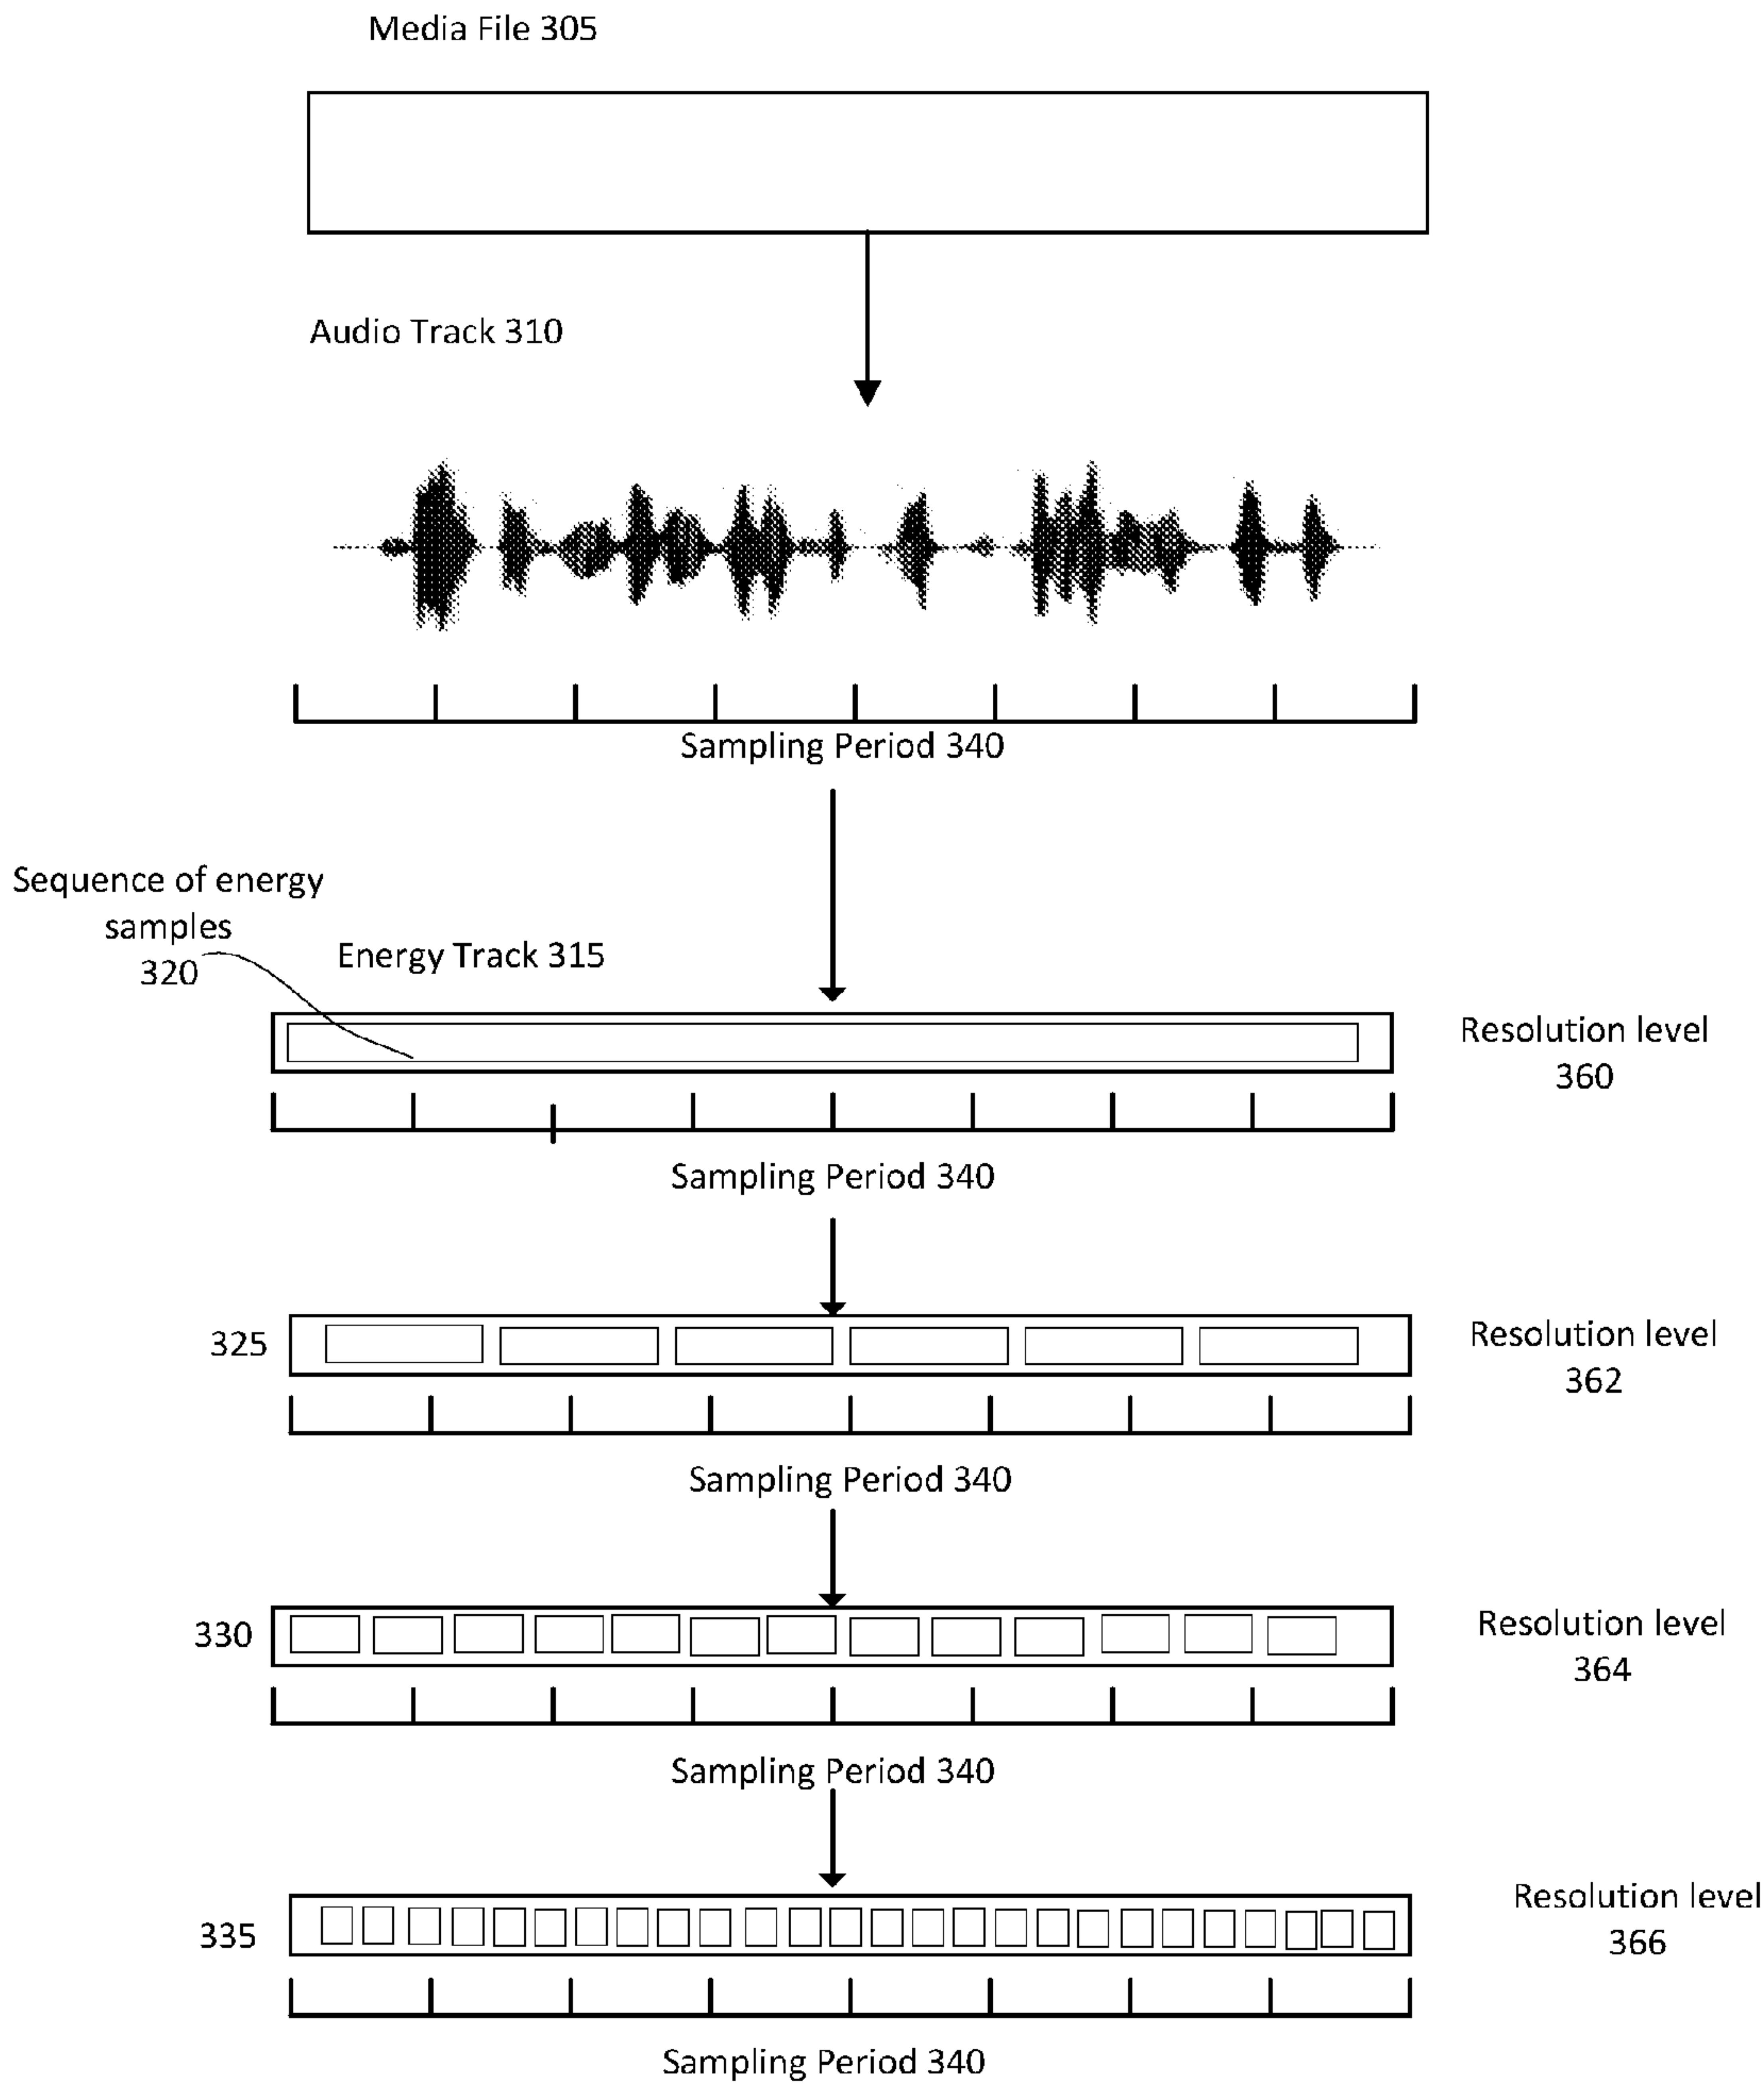 Media File 305
Audio Track 310
Sampling Period 340
Sequence of energy
samples
320
Energy Track 315
Resolution level
360
Sampling Period 340
325
Resolution level
362
Sampling Period 340
330
Resolution level
364
Sampling Period 340
335
Resolution level
366
Sampling Period 340